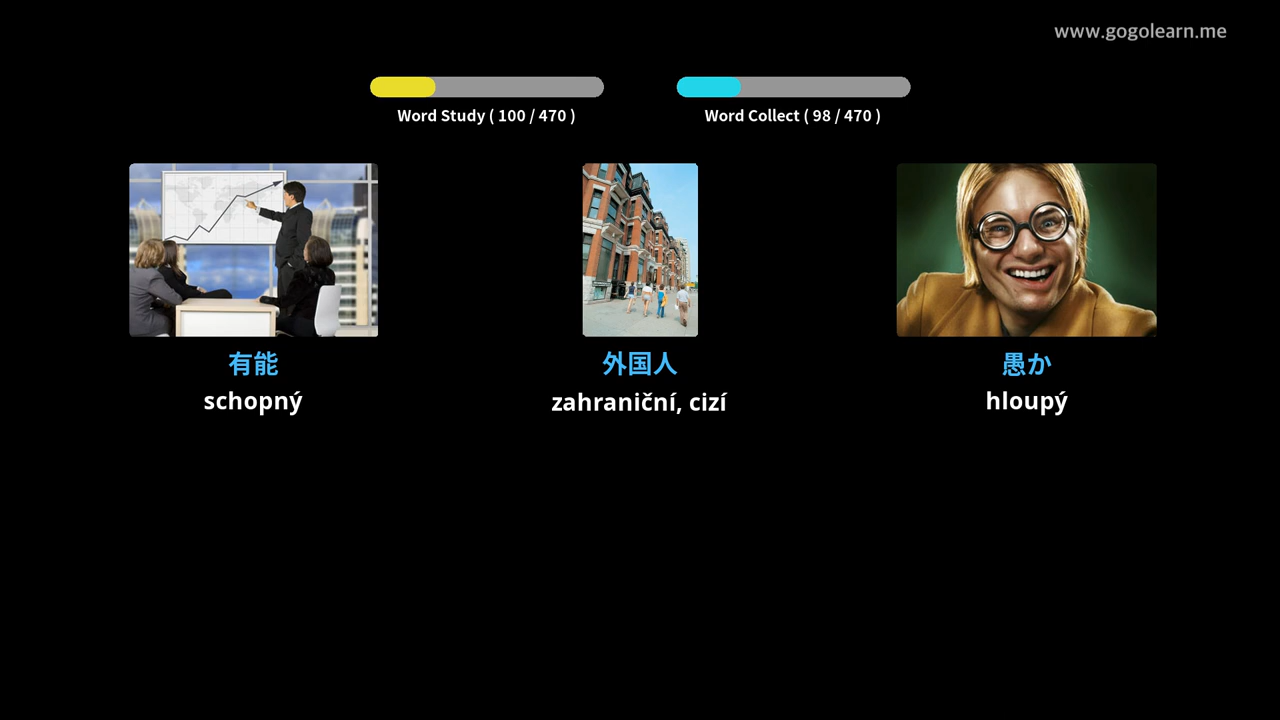 www.gogolearn.me
Word Study ( 100 / 470 )
Word Collect ( 98 / 470 )
有能
外国人
愚か
schopný
zahraniční, cizí
hloupý